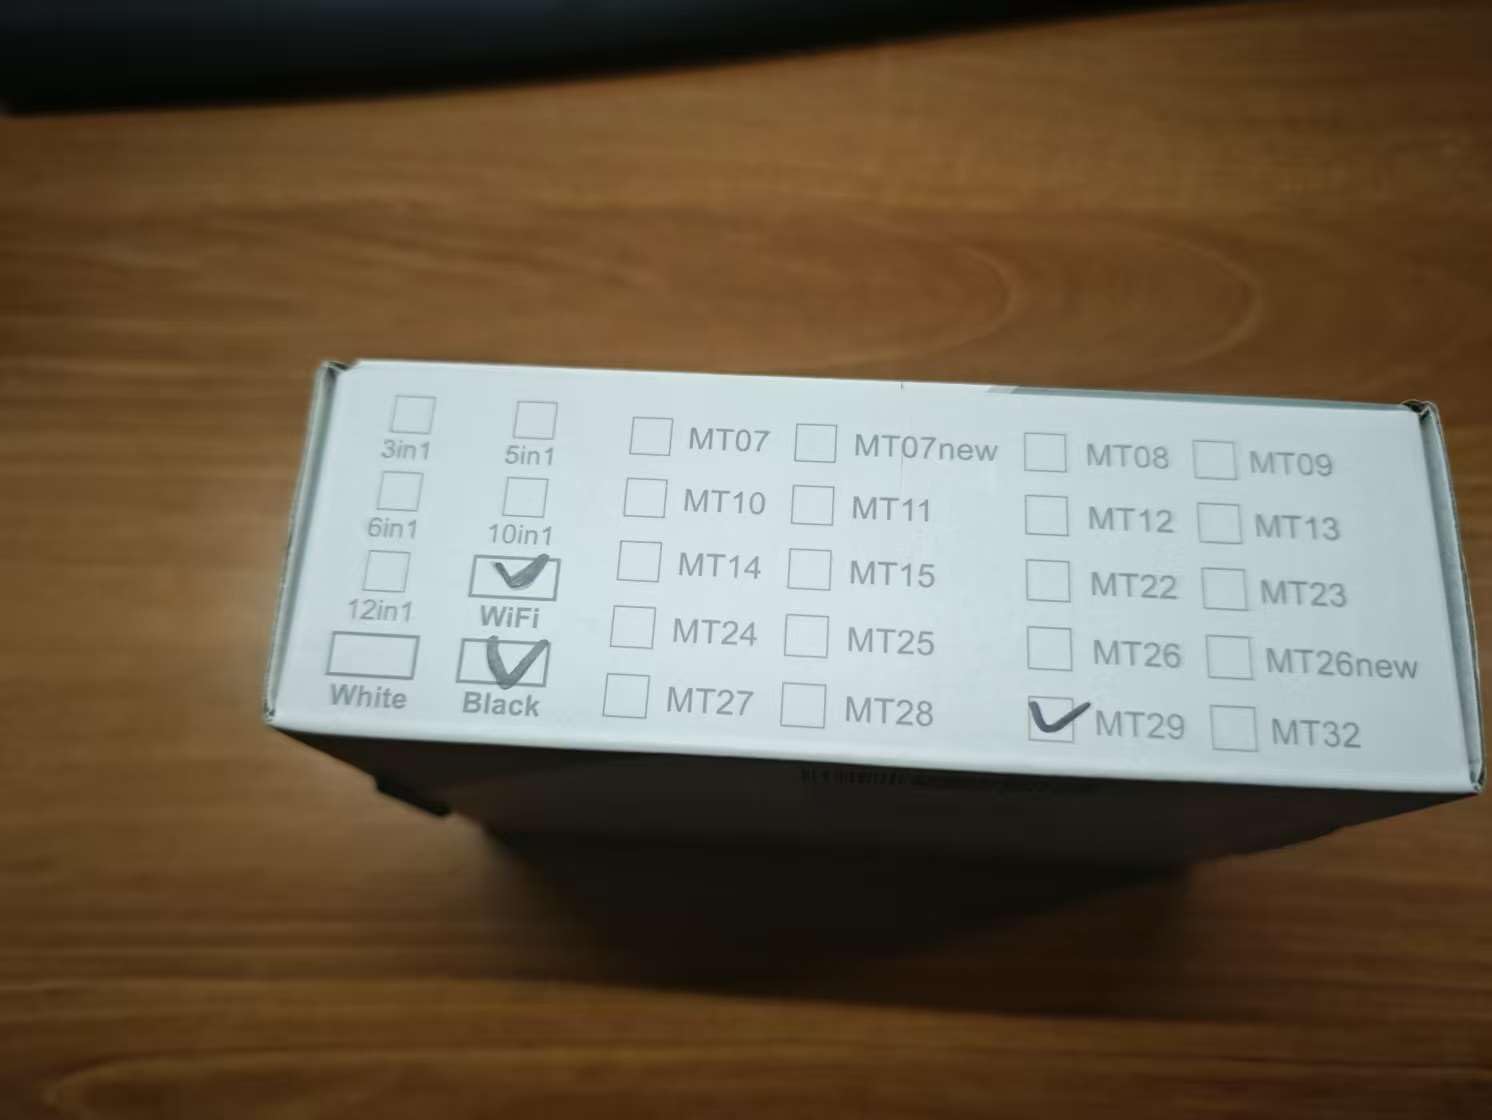 3in1 5in1
6in1 10in1
12in1 WiFi
White Black
MT07 MT07new MT08 MT09
MT10 MT11 MT12 MT13
MT14 MT15 MT22 MT23
MT24 MT25 MT26 MT26new
MT27 MT28 MT29 MT32